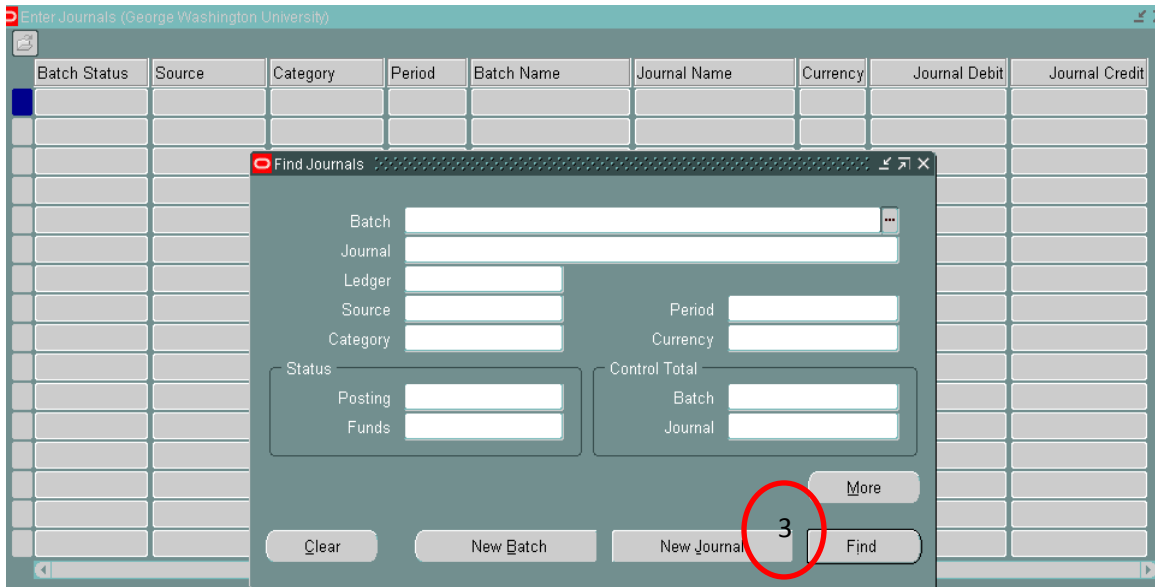 Enter Journals (George Washington University)
Batch Status Source Category Period Batch Name Journal Name Currency Journal Debit Journal Credit
Find Journals
Batch
Journal
Ledger
Source Period
Category Currency
Status Control Total
Posting Batch
Funds Journal
More
3
Clear New Batch New Journal Find